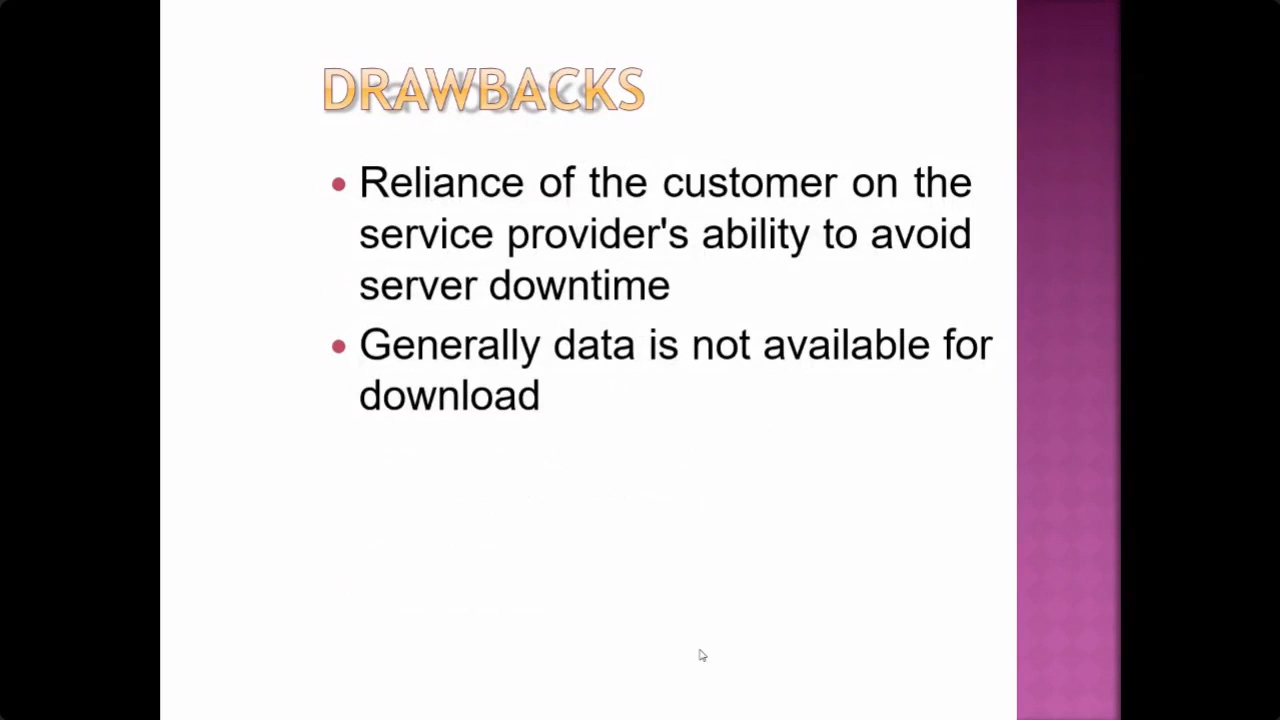 DRAWBACKS
Reliance of the customer on the
service provider's ability to avoid
server downtime
Generally data is not available for
download